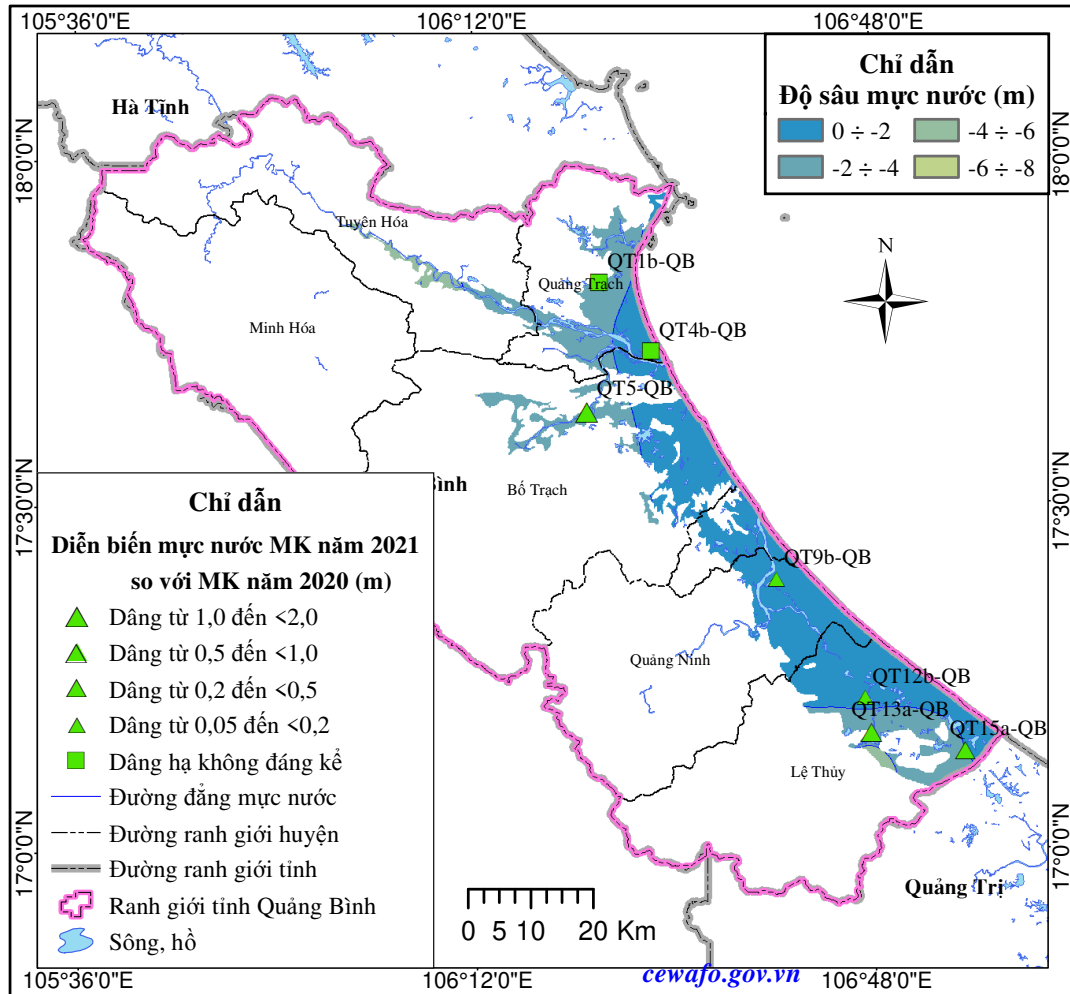 105°36'0"E
106°12'0"E
106°48'0"E
Chỉ dẫn
Độ sâu mực nước (m)
0 ÷ -2
-4 ÷ -6
-2 ÷ -4
-6 ÷ -8
Hà Tĩnh
18°0'0"N
18°0'0"N
Tuyên Hóa
N
QT1b-QB
Quảng Trạch
Minh Hóa
QT4b-QB
QT5-QB
Bố Trạch
17°30'0"N
17°30'0"N
QT9b-QB
Quảng Ninh
QT12b-QB
QT13a-QB
QT15a-QB
Lệ Thủy
17°0'0"N
17°0'0"N
Quảng Trị
Chỉ dẫn
Diễn biến mực nước MK năm 2021
so với MK năm 2020 (m)
Dâng từ 1,0 đến <2,0
Dâng từ 0,5 đến <1,0
Dâng từ 0,2 đến <0,5
Dâng từ 0,05 đến <0,2
Dâng hạ không đáng kể
Đường đẳng mực nước
Đường ranh giới huyện
Đường ranh giới tỉnh
Ranh giới tỉnh Quảng Bình
Sông, hồ
0 5 10 20 Km
cewafo.gov.vn
105°36'0"E
106°12'0"E
106°48'0"E